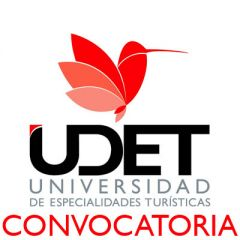 UDET
UNIVERSIDAD
DE ESPECIALIDADES TURÍSTICAS
CONVOCATORIA